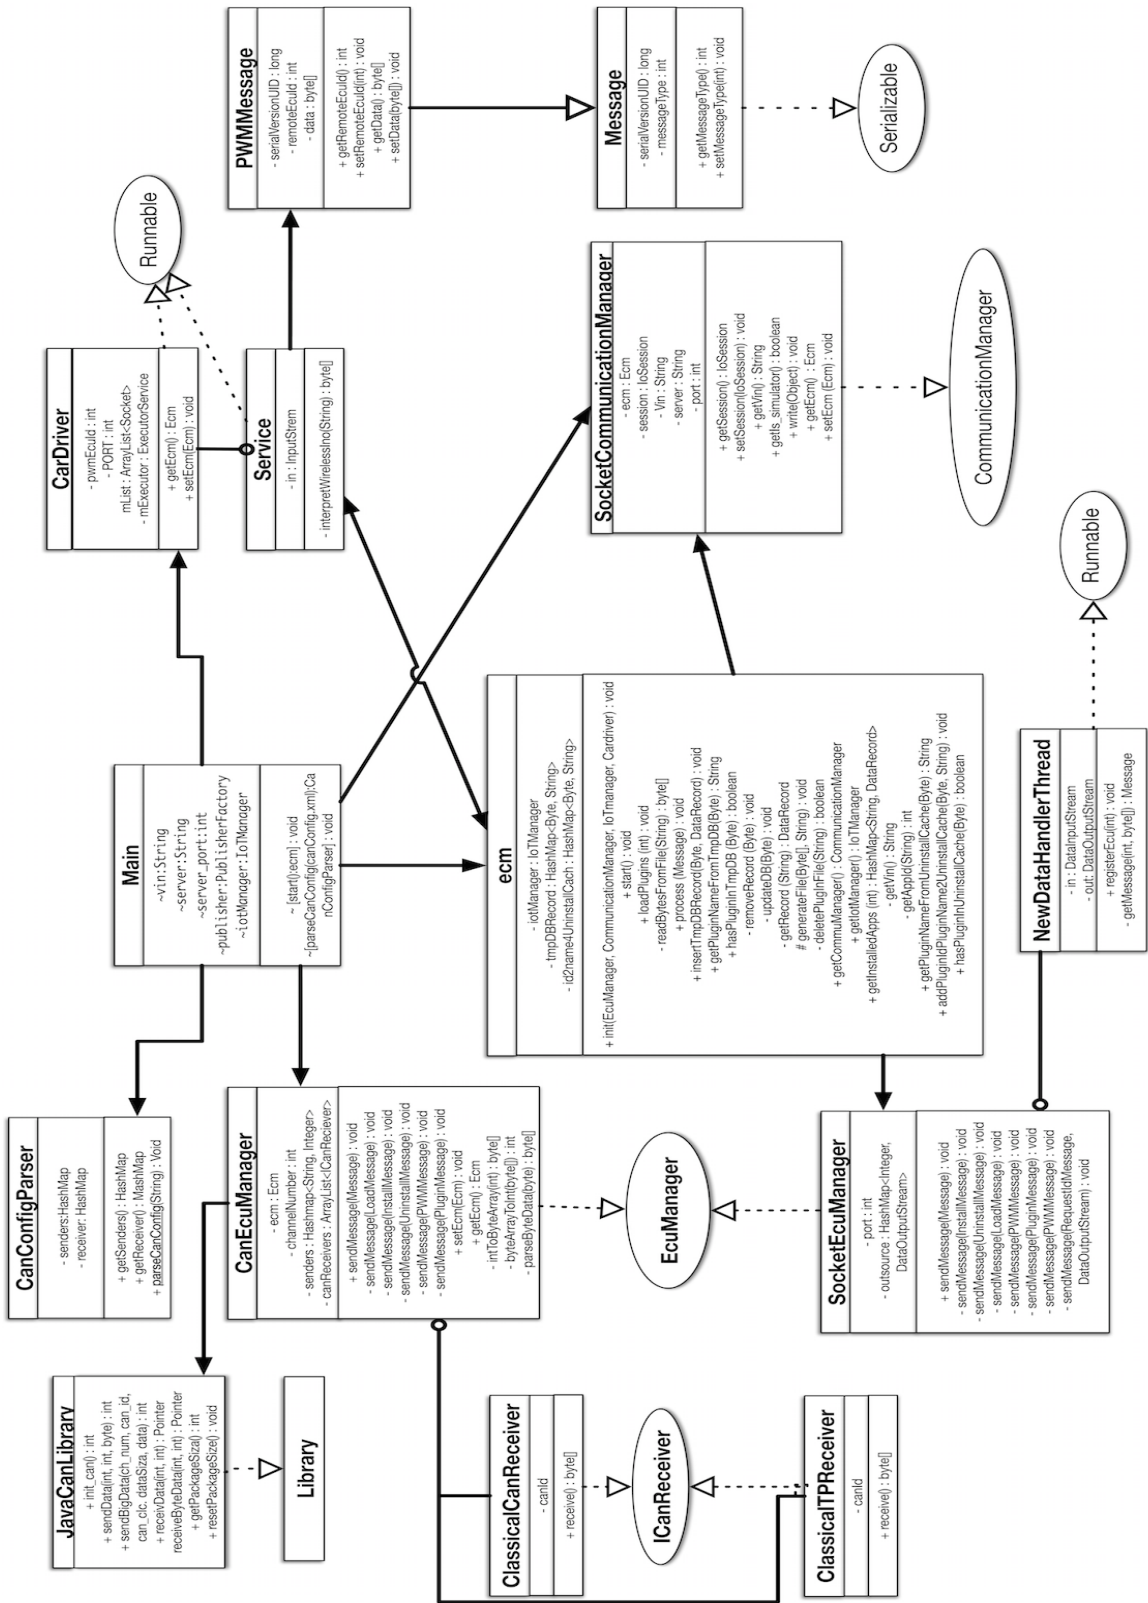 JavaCanLibrary
+ init_can() : int
+ sendData(int, int, byte) : int
+ sendBigData(ch_num, can_id,
can_clc. dataSiza, data) : int
+ receivData(int, int) : Pointer
receiveByteData(int, int) : Pointer
+ getPackageSiza() : int
+ resetPackageSize() : void
Library
CanConfigParser
- senders:HashMap
- receiver: HashMap
+ getSenders() : HashMap
+ getReceiver() : MashMap
+ parseCanConfig(String) : Void
Main
~vin:String
~server:String
~server_port:int
~publisher:PublisherFactory
~iotManager:IoTManager
~ [start():ecm] : void
~[parseCanConfig(canConfig.xml):Ca
nConfigParser] : void
CarDriver
- pwmEcuId : int
- PORT : int
mList : ArrayList<Socket>
- mExecutor : ExecutorService
+ getEcm() : Ecm
+ setEcm(Ecm) : void
Runnable
Service
- in : InputStrem
- interpretWirelessIno(String) : byte[]
PWMMessage
- serialVersionUID : long
- remoteEcuId : int
- data : byte[]
+ getRemoteEcuId() : int
+ setRemoteEcuId(int) : void
+ getData() : byte[]
+ setData(byte[]) : void
CanEcuManager
- ecm : Ecm
- channelNumber : int
- senders : Hashmap<String, Integer>
- canReceivers : ArrayList<ICanReciever>
+ sendMessage(Message) : void
- sendMessage(LoadMessage) : void
- sendMessage(InstallMessage) : void
- sendMessage(UninstallMessage) : void
- sendMessage(PWMMessage) : void
- sendMessage(PluginMessage) : void
+ setEcm(Ecm) : void
+ getEcm() : Ecm
- intToByteArray(int) : byte[]
- byteArrayToInt(byte[]) : int
- parseByteData(byte) : byte[]
ClassicalCanReceiver
- canId
+ receive() : byte[]
ICanReceiver
ClassicalTPReceiver
- canId
+ receive() : byte[]
EcuManager
ecm
- iotManager : IoTManager
- tmpDBRecord : HashMap<Byte, String>
- id2name4UninstallCach : HashMap<Byte, String>
+ init(EcuManager, CommunicationManager, IoTmanager, Cardriver) : void
+ start() : void
+ loadPlugins (int) : void
- readBytesFromFile(String) : byte[]
+ process (Message) : void
+ insertTmpDBRecord(Byte, DataRecord) : void
+ getPluginNameFromTmpDB(Byte) : String
+ hasPluginInTmpDB (Byte) : boolean
- removeRecord (Byte) : void
- updateDB(Byte) : void
- getRecord (String) : DataRecord
# generateFile(Byte[], String) : void
- deletePlugInFile(String) : boolean
+ getCommuManager() : CommunicationManager
+ getIotManager() : IoTManager
+ getInstalledApps (int) : HashMap<String, DataRecord>
- getVin() : String
- getAppId(String) : int
+ getPluginNameFromUninstallCache(Byte) : String
+ addPluginIdPluginName2UninstallCache(Byte, String) : void
+ hasPluginInUninstallCache(Byte) : boolean
SocketCommunicationManager
- ecm : Ecm
- session : IoSession
- Vin : String
- server : String
- port : int
+ getSession() : IoSession
+ setSession(IoSession) : void
+ getVin() : String
+ getIs_simulator() : boolean
+ write(Object) : void
+ getEcm() : Ecm
+ setEcm (Ecm) : void
CommunicationManager
Message
- serialVersionUID : long
- messageType : int
+ getMessageType() : int
+ setMessageType(int) : void
Serializable
SocketEcuManager
- port : int
- outsource : HashMap<Integer,
DataOutputStream>
+ sendMessage(Message) : void
- sendMessage(InstallMessage) : void
- sendMessage(UninstallMessage) : void
- sendMessage(LoadMessage) : void
- sendMessage(PWMMessage) : void
- sendMessage(PluginMessage) : void
- sendMessage(PWMMessage) : void
- sendMessage(RequestIdMessage,
DataOutputStream) : void
NewDataHandlerThread
- in : DataInputStream
- out: DataOutputStream
+ registerEcu(int) : void
- getMessage(int, byte[]) : Message
Runnable